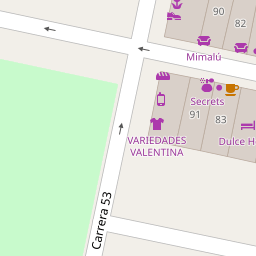 90
82
Mimalú
Secrets
91
83
VARIEDADES
VALENTINA
Dulce H
Carrera 53